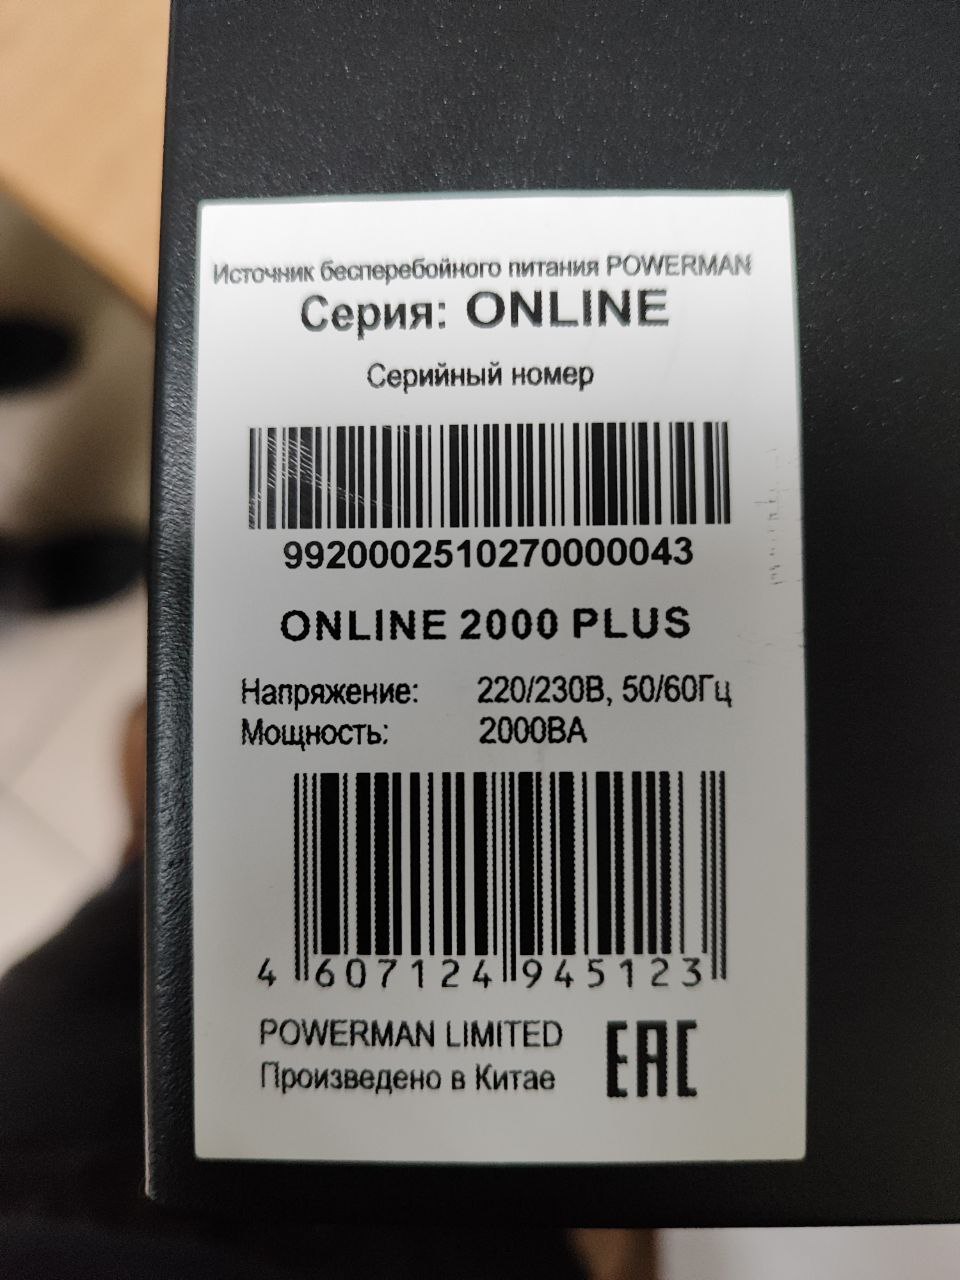 Источник бесперебойного питания POWERMAN
Серия: ONLINE
Серийный номер
9920002510270000043
ONLINE 2000 PLUS
Напряжение: 220/230В, 50/60Гц
Мощность: 2000ВА
4 607124 945123
POWERMAN LIMITED
Произведено в Китае
EAC